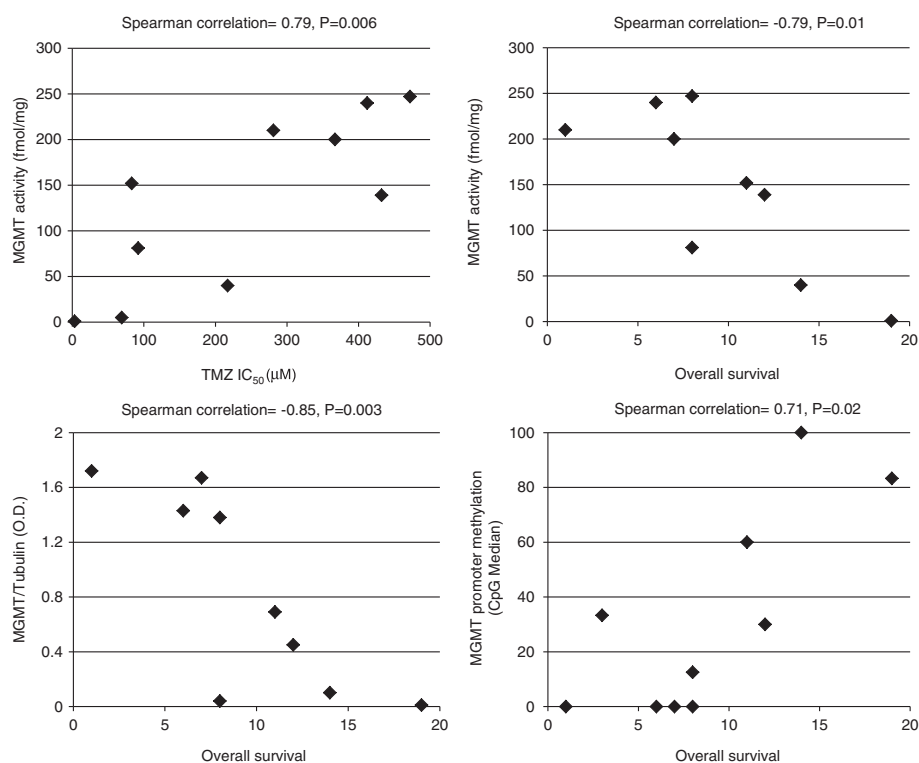 Spearman correlation= 0.79, P=0.006
300
250
200
150
100
50
0
MGMT activity (fmol/mg)
0 100 200 300 400 500
TMZ IC50(μM)
Spearman correlation= -0.79, P=0.01
300
250
200
150
100
50
0
MGMT activity (fmol/mg)
0 5 10 15 20
Overall survival
Spearman correlation= -0.85, P=0.003
2
1.6
1.2
0.8
0.4
0
MGMT/Tubulin (O.D.)
0 5 10 15 20
Overall survival
Spearman correlation= 0.71, P=0.02
100
80
60
40
20
0
MGMT promoter methylation
(CpG Median)
0 5 10 15 20
Overall survival